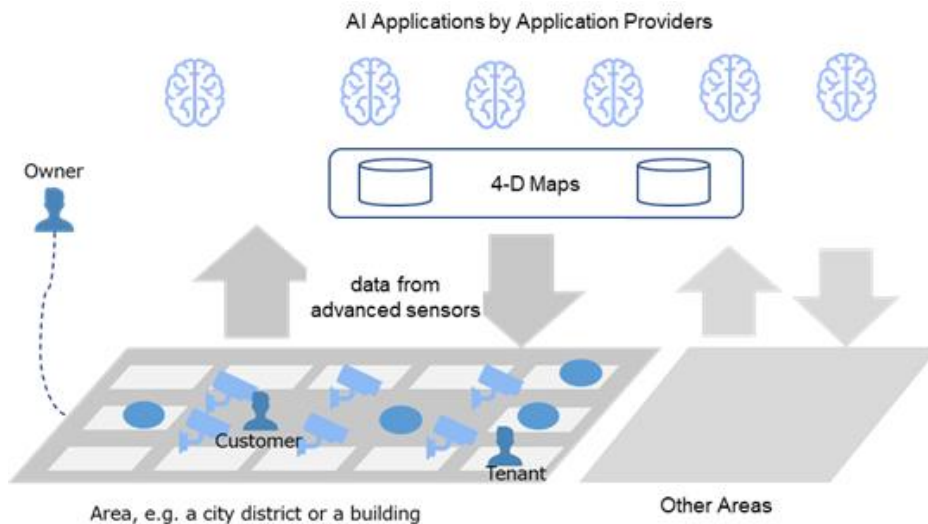 AI Applications by Application Providers
Owner
4-D Maps
data from
advanced sensors
Customer
Tenant
Area, e.g. a city district or a building
Other Areas